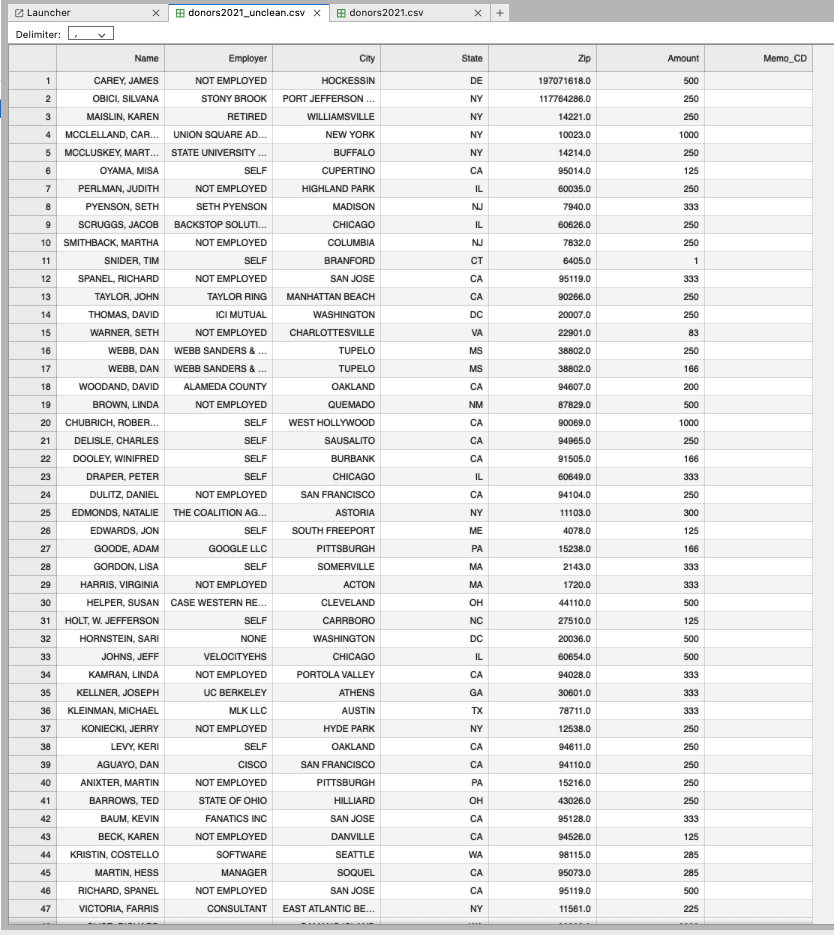 Launcher × donors2021_unclean.csv × donors2021.csv × +
Delimiter: ,
Name Employer City State Zip Amount Memo_CD
1 CAREY, JAMES NOT EMPLOYED HOCKESSIN DE 197071618.0 500
2 OBICI, SILVANA STONY BROOK PORT JEFFERSON ... NY 117764286.0 250
3 MAISLIN, KAREN RETIRED WILLIAMSVILLE NY 14221.0 250
4 MCCLELLAND, CAR... UNION SQUARE AD... NEW YORK NY 10023.0 1000
5 MCCLUSKEY, MART... STATE UNIVERSITY ... BUFFALO NY 14214.0 250
6 OYAMA, MISA SELF CUPERTINO CA 95014.0 125
7 PERLMAN, JUDITH NOT EMPLOYED HIGHLAND PARK IL 60035.0 250
8 PYENSON, SETH SETH PYENSON MADISON NJ 7940.0 333
9 SCRUGGS, JACOB BACKSTOP SOLUTI... CHICAGO IL 60626.0 250
10 SMITHBACK, MARTHA NOT EMPLOYED COLUMBIA NJ 7832.0 250
11 SNIDER, TIM SELF BRANFORD CT 6405.0 1
12 SPANEL, RICHARD NOT EMPLOYED SAN JOSE CA 95119.0 333
13 TAYLOR, JOHN TAYLOR RING MANHATTAN BEACH CA 90266.0 250
14 THOMAS, DAVID ICI MUTUAL WASHINGTON DC 20007.0 250
15 WARNER, SETH NOT EMPLOYED CHARLOTTESVILLE VA 22901.0 83
16 WEBB, DAN WEBB SANDERS & ... TUPELO MS 38802.0 250
17 WEBB, DAN WEBB SANDERS & ... TUPELO MS 38802.0 166
18 WOODAND, DAVID ALAMEDA COUNTY OAKLAND CA 94607.0 200
19 BROWN, LINDA NOT EMPLOYED QUEMADO NM 87829.0 500
20 CHUBRICH, ROBER... SELF WEST HOLLYWOOD CA 90069.0 1000
21 DELISLE, CHARLES SELF SAUSALITO CA 94965.0 250
22 DOOLEY, WINIFRED SELF BURBANK CA 91505.0 166
23 DRAPER, PETER SELF CHICAGO IL 60649.0 333
24 DULITZ, DANIEL NOT EMPLOYED SAN FRANCISCO CA 94104.0 250
25 EDMONDS, NATALIE THE COALITION AG... ASTORIA NY 11103.0 300
26 EDWARDS, JON SELF SOUTH FREEPORT ME 4078.0 125
27 GOODE, ADAM GOOGLE LLC PITTSBURGH PA 15238.0 166
28 GORDON, LISA SELF SOMERVILLE MA 2143.0 333
29 HARRIS, VIRGINIA NOT EMPLOYED ACTON MA 1720.0 333
30 HELPER, SUSAN CASE WESTERN RE... CLEVELAND OH 44110.0 500
31 HOLT, W. JEFFERSON SELF CARRBORO NC 27510.0 125
32 HORNSTEIN, SARI NONE WASHINGTON DC 20036.0 500
33 JOHNS, JEFF VELOCITYEHS CHICAGO IL 60654.0 500
34 KAMRAN, LINDA NOT EMPLOYED PORTOLA VALLEY CA 94028.0 333
35 KELLNER, JOSEPH UC BERKELEY ATHENS GA 30601.0 333
36 KLEINMAN, MICHAEL MLK LLC AUSTIN TX 78711.0 333
37 KONIECKI, JERRY NOT EMPLOYED HYDE PARK NY 12538.0 250
38 LEVY, KERI SELF OAKLAND CA 94611.0 250
39 AGUAYO, DAN CISCO SAN FRANCISCO CA 94110.0 250
40 ANIXTER, MARTIN NOT EMPLOYED PITTSBURGH PA 15216.0 250
41 BARROWS, TED STATE OF OHIO HILLIARD OH 43026.0 250
42 BAUM, KEVIN FANATICS INC SAN JOSE CA 95128.0 333
43 BECK, KAREN NOT EMPLOYED DANVILLE CA 94526.0 125
44 KRISTIN, COSTELLO SOFTWARE SEATTLE WA 98115.0 285
45 MARTIN, HESS MANAGER SOQUEL CA 95073.0 285
46 RICHARD, SPANEL NOT EMPLOYED SAN JOSE CA 95119.0 500
47 VICTORIA, FARRIS CONSULTANT EAST ATLANTIC BE... NY 11561.0 225